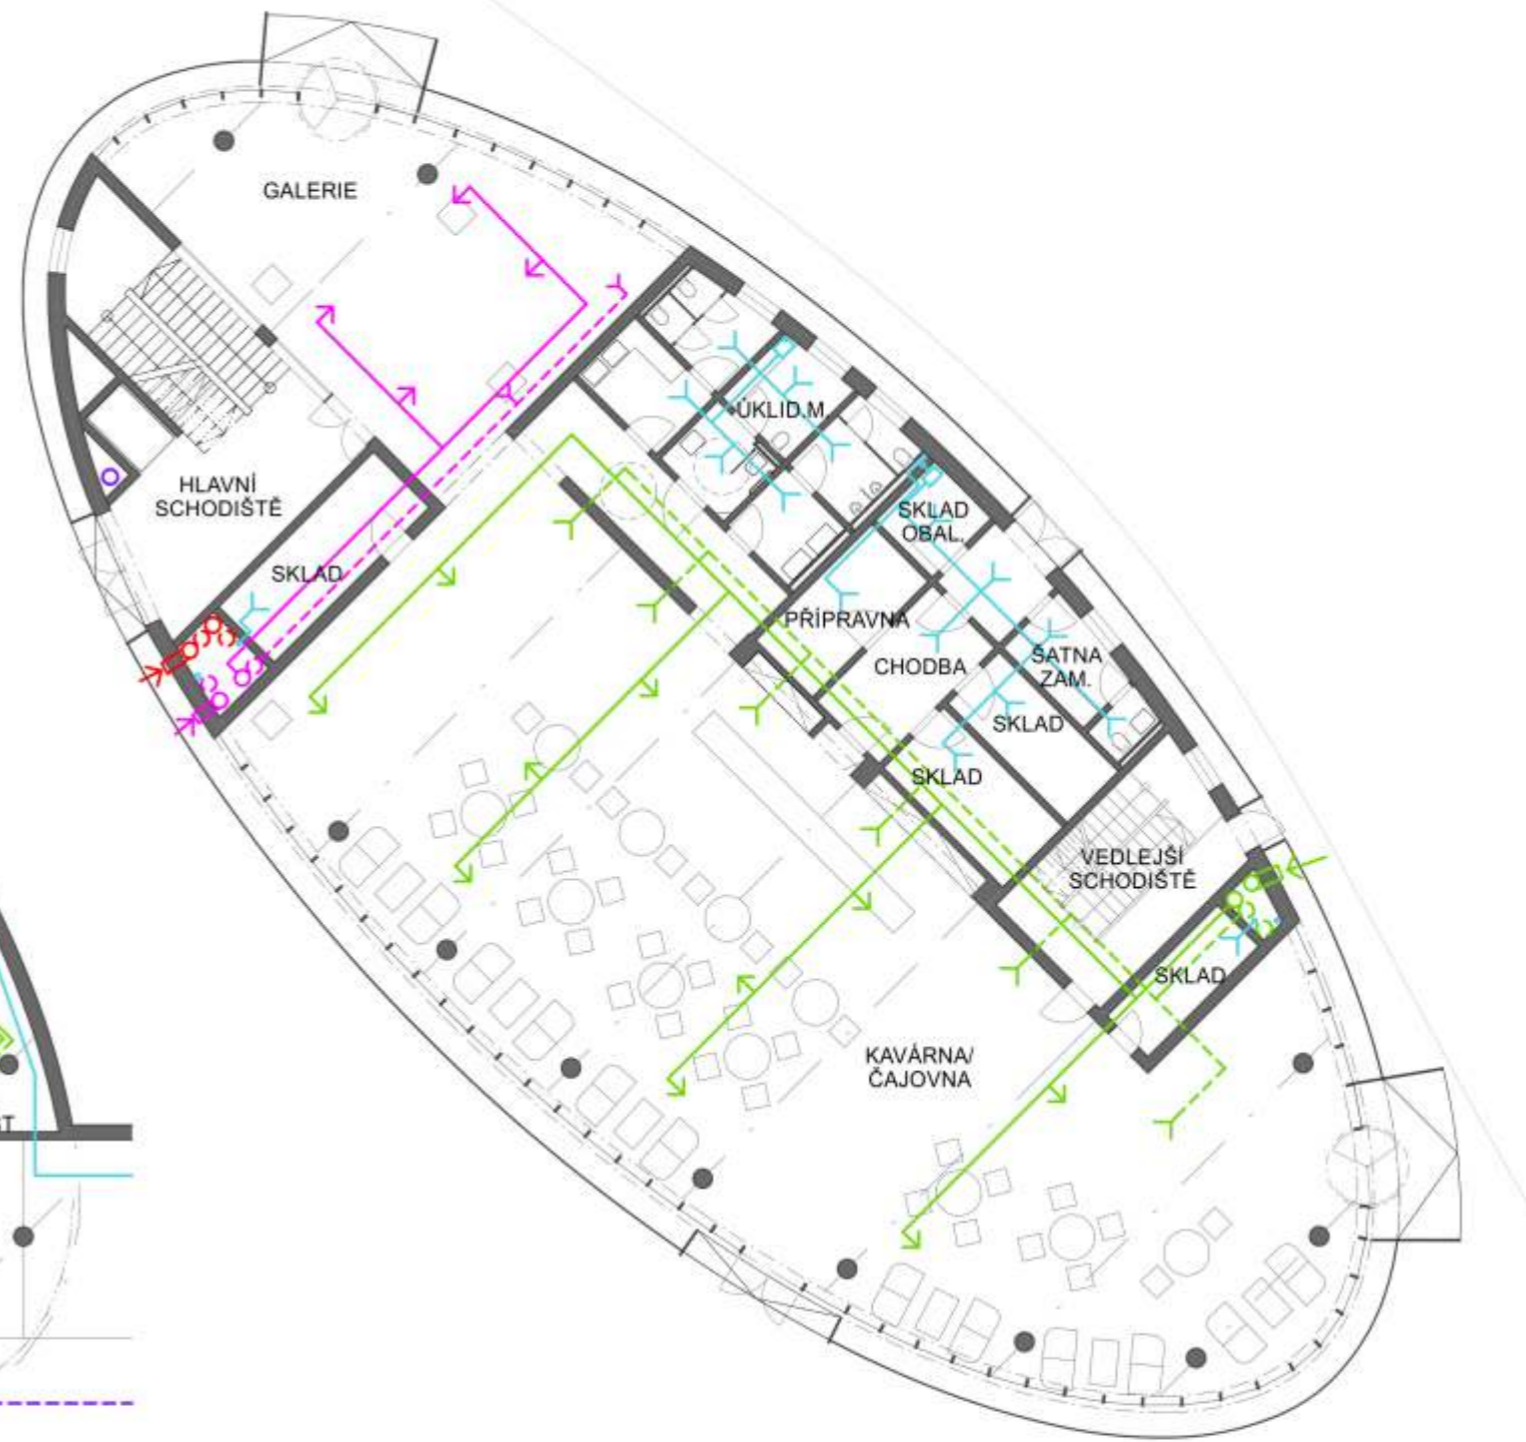 GALERIE
ÚKLID.M.
HLAVNÍ
SCHODIŠTĚ
SKLAD
OBAL.
SKLAD
PŘÍPRAVNA
CHODBA
ŠATNA
ZAM.
SKLAD
SKLAD
VEDLEJŠÍ
SCHODIŠTĚ
SKLAD
KAVÁRNA/
ČAJOVNA